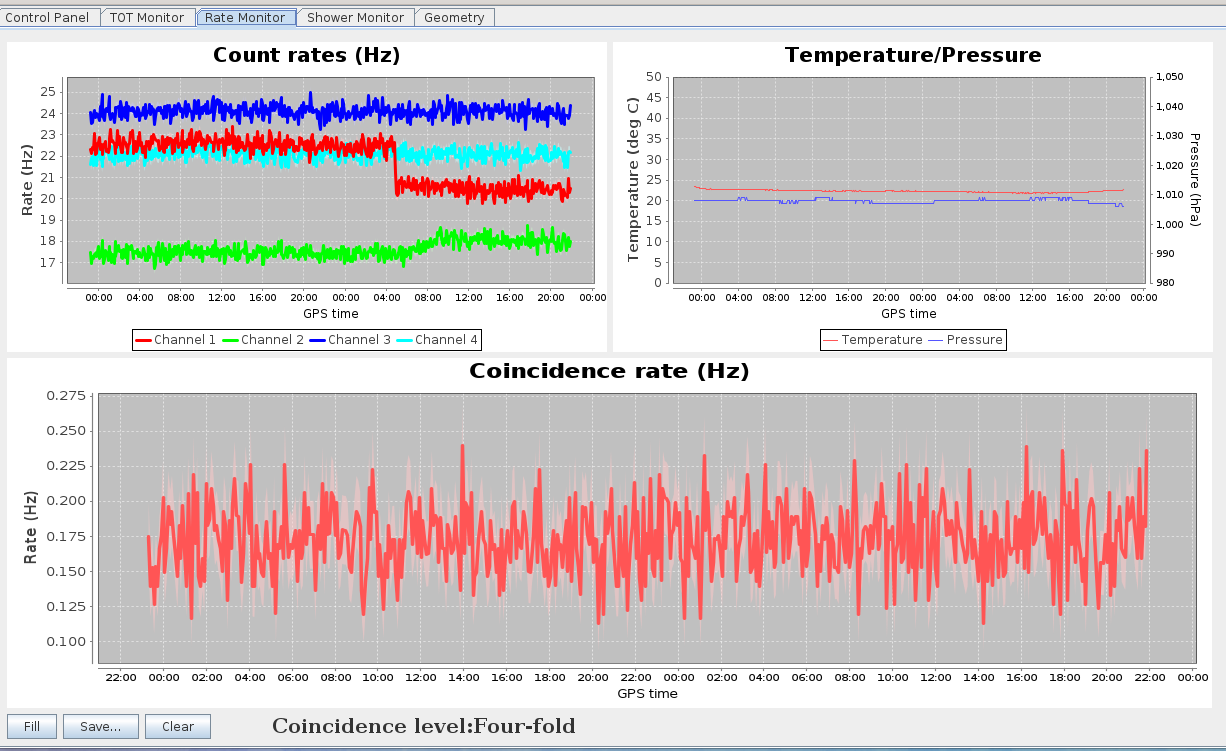 Control Panel TOT Monitor Rate Monitor Shower Monitor Geometry
Count rates (Hz)
Rate (Hz)
25
24
23
22
21
20
19
18
17
00:00 04:00 08:00 12:00 16:00 20:00 00:00 04:00 08:00 12:00 16:00 20:00 00:00
GPS time
Channel 1 Channel 2 Channel 3 Channel 4
Temperature/Pressure
Temperature (deg C)
50
45
40
35
30
25
20
15
10
5
0
1,050
1,040
1,030
1,020
1,010
1,000
990
980
Pressure (hPa)
00:00 04:00 08:00 12:00 16:00 20:00 00:00 04:00 08:00 12:00 16:00 20:00 00:00
GPS time
Temperature Pressure
Coincidence rate (Hz)
Rate (Hz)
0.275
0.250
0.225
0.200
0.175
0.150
0.125
0.100
22:00 00:00 02:00 04:00 06:00 08:00 10:00 12:00 14:00 16:00 18:00 20:00 22:00 00:00 02:00 04:00 06:00 08:00 10:00 12:00 14:00 16:00 18:00 20:00 22:00 00:00
GPS time
Fill Save... Clear Coincidence level:Four-fold